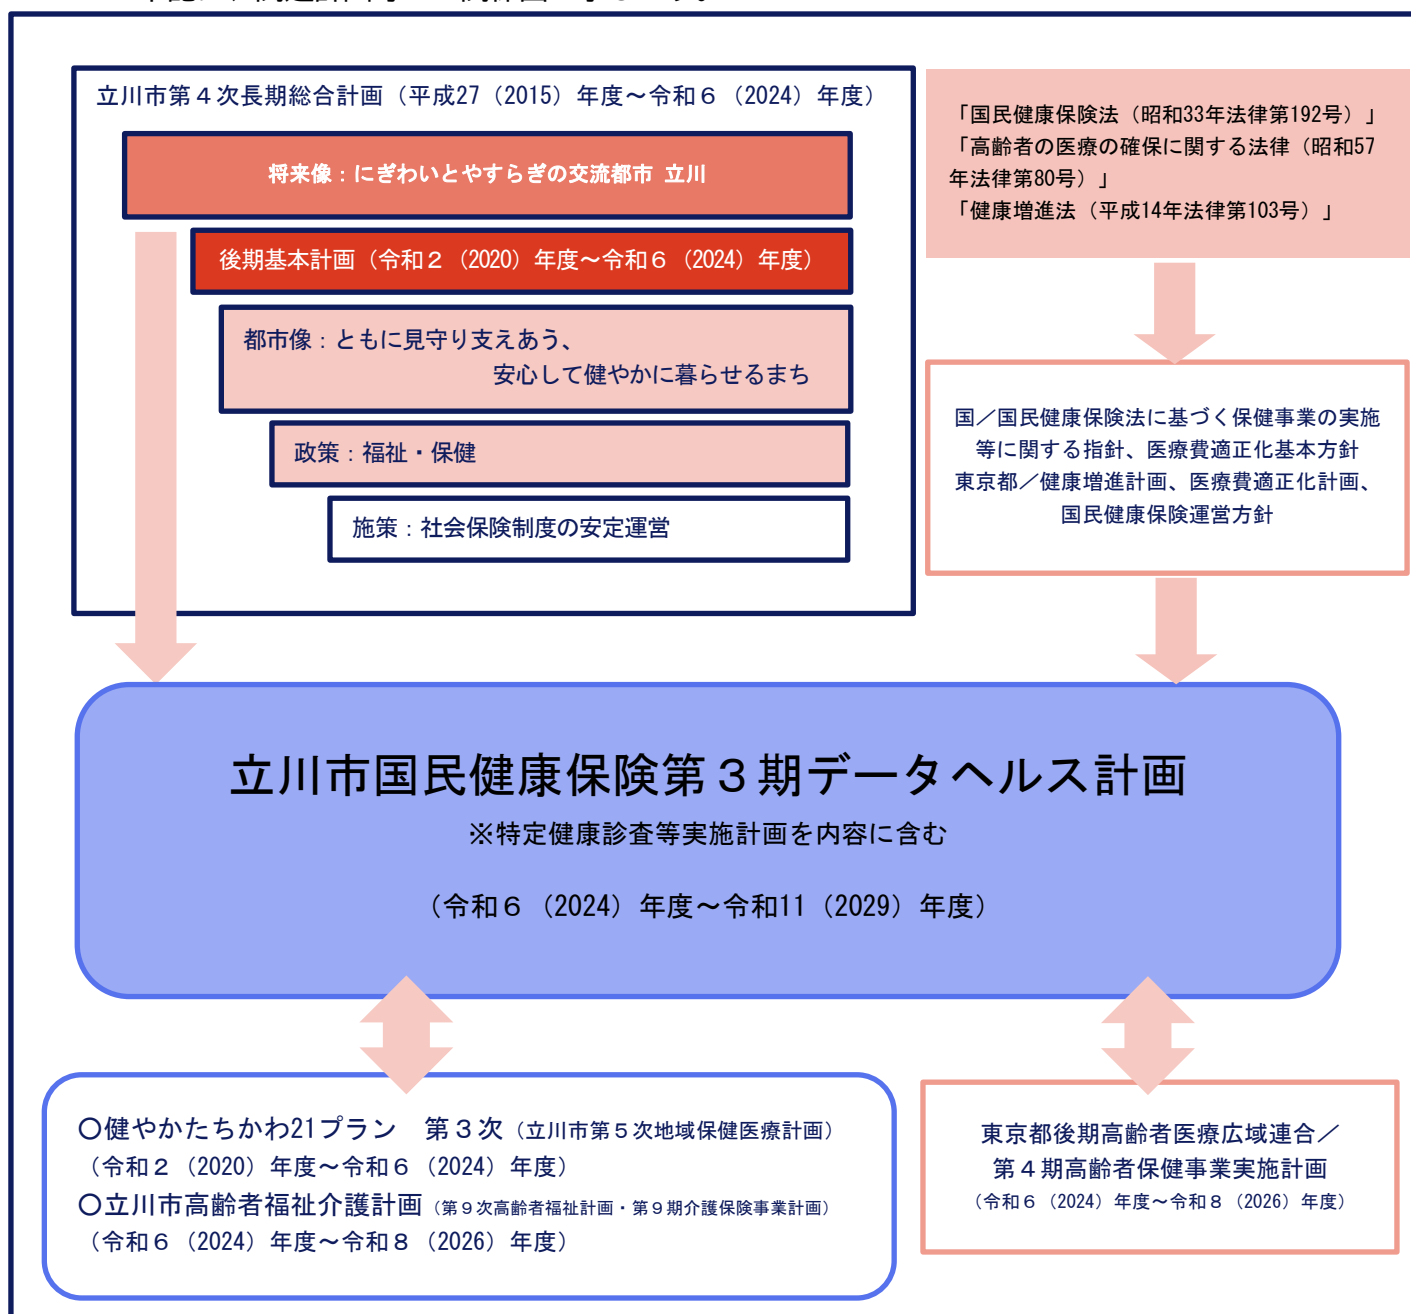 立川市第４次長期総合計画（平成27（2015）年度～令和６（2024）年度）
将来像：にぎわいとやすらぎの交流都市 立川
後期基本計画（令和２（2020）年度～令和６（2024）年度）
都市像：ともに見守り支えあう、
安心して健やかに暮らせるまち
政策：福祉・保健
施策：社会保険制度の安定運営
「国民健康保険法（昭和33年法律第192号）」
「高齢者の医療の確保に関する法律（昭和57
年法律第80号）」
「健康増進法（平成14年法律第103号）」
国／国民健康保険法に基づく保健事業の実施
等に関する指針、医療費適正化基本方針
東京都／健康増進計画、医療費適正化計画、
国民健康保険運営方針
立川市国民健康保険第３期データヘルス計画
※特定健康診査等実施計画を内容に含む
（令和６（2024）年度～令和11（2029）年度）
〇健やかたちかわ21プラン　第３次（立川市第５次地域保健医療計画）
（令和２（2020）年度～令和６（2024）年度）
〇立川市高齢者福祉介護計画（第９次高齢者福祉計画・第９期介護保険事業計画）
（令和６（2024）年度～令和８（2026）年度）
東京都後期高齢者医療広域連合／
第４期高齢者保健事業実施計画
（令和６（2024）年度～令和８（2026）年度）